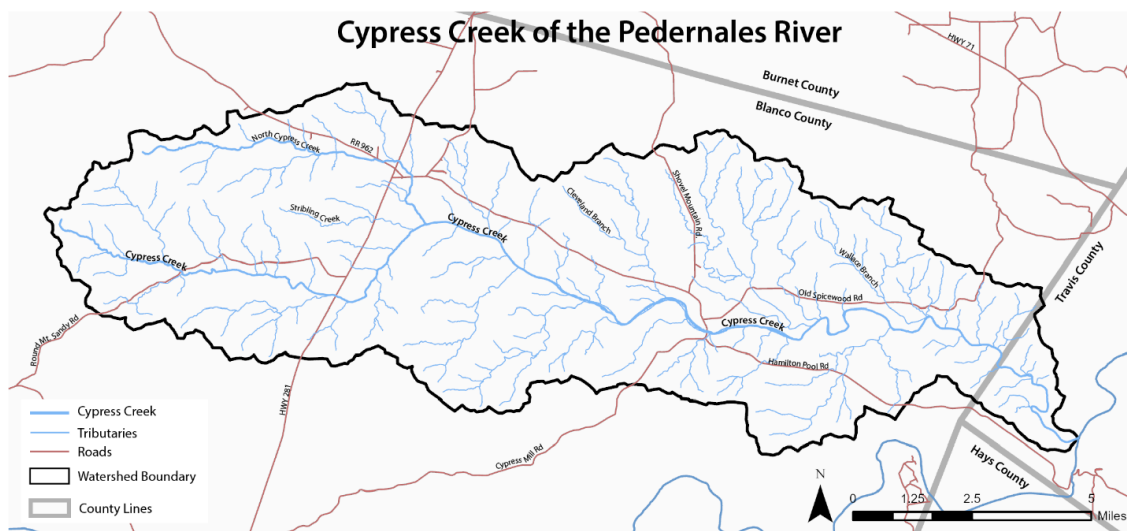 Cypress Creek of the Pedernales River
HWY 71
Burnet County
Blanco County
North Cypress Creek
RR 962
Shovel Mountain Rd.
Cleveland Branch
Stribling Creek
Cypress Creek
Cypress Creek
Wallace Branch
Travis County
Old Spicewood Rd
Cypress Creek
Round Mt. Sandy Rd
Hamilton Pool Rd
HWY 281
Cypress Mill Rd
Hays County
Cypress Creek
Tributaries
Roads
Watershed Boundary
County Lines
N
0 1.25 2.5 5
Miles